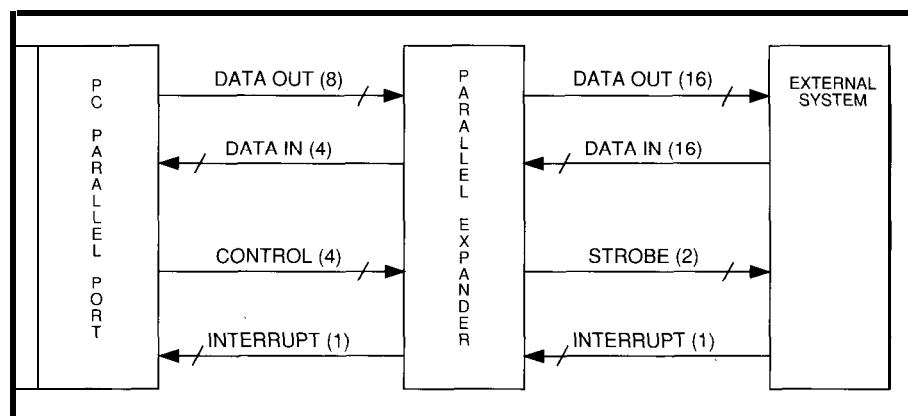 PC PARALLEL PORT
DATA OUT (8)
DATA IN (4)
CONTROL (4)
INTERRUPT (1)
PARALLEL EXPANDER
DATA OUT (16)
DATA IN (16)
STROBE (2)
INTERRUPT (1)
EXTERNAL
SYSTEM